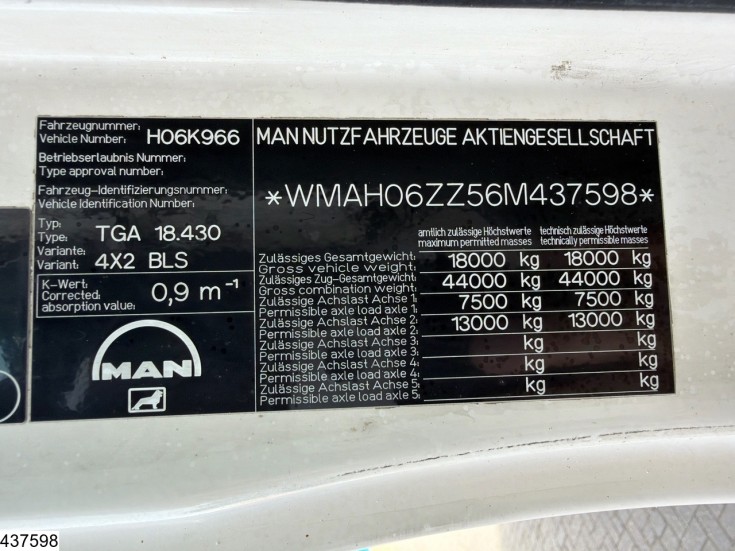 Fahrzeugnummer:
Vehicle Number: H06K966
Betriebserlaubnis Nummer:
Type approval number:
Fahrzeug-Identifizierungsnummer:
Vehicle Identification Number:
Typ:
Type: TGA 18.430
Variante:
Variant: 4X2 BLS
K-Wert:
Corrected absorption value: 0,9 m⁻¹
MAN
MAN NUTZFAHRZEUGE AKTIENGESELLSCHAFT
*WMAH06ZZ56M437598*
amtlich zulässige Höchstwerte technisch zulässige Höchstwerte
maximum permitted masses technically permissible masses
Zulässiges Gesamtgewicht:
Gross vehicle weight: 18000 kg 18000 kg
Zulässiges Zug-Gesamtgewicht:
Gross combination weight: 44000 kg 44000 kg
Zulässige Achslast Achse 1:
Permissible axle load axle 1: 7500 kg 7500 kg
Zulässige Achslast Achse 2:
Permissible axle load axle 2: 13000 kg 13000 kg
Zulässige Achslast Achse 3:
Permissible axle load axle 3: kg kg
Zulässige Achslast Achse 4:
Permissible axle load axle 4: kg kg
Zulässige Achslast Achse 5:
Permissible axle load axle 5: kg kg
437598